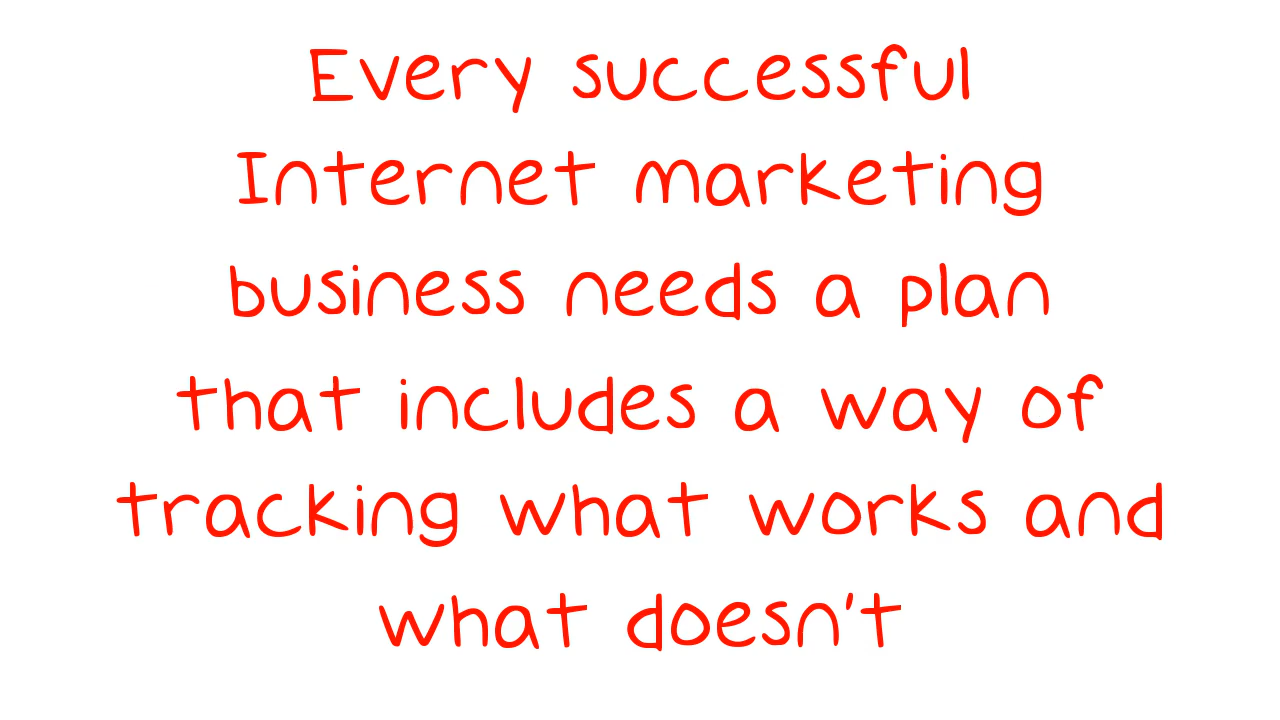 Every successful
Internet marketing
business needs a plan
that includes a way of
tracking what works and
what doesn't